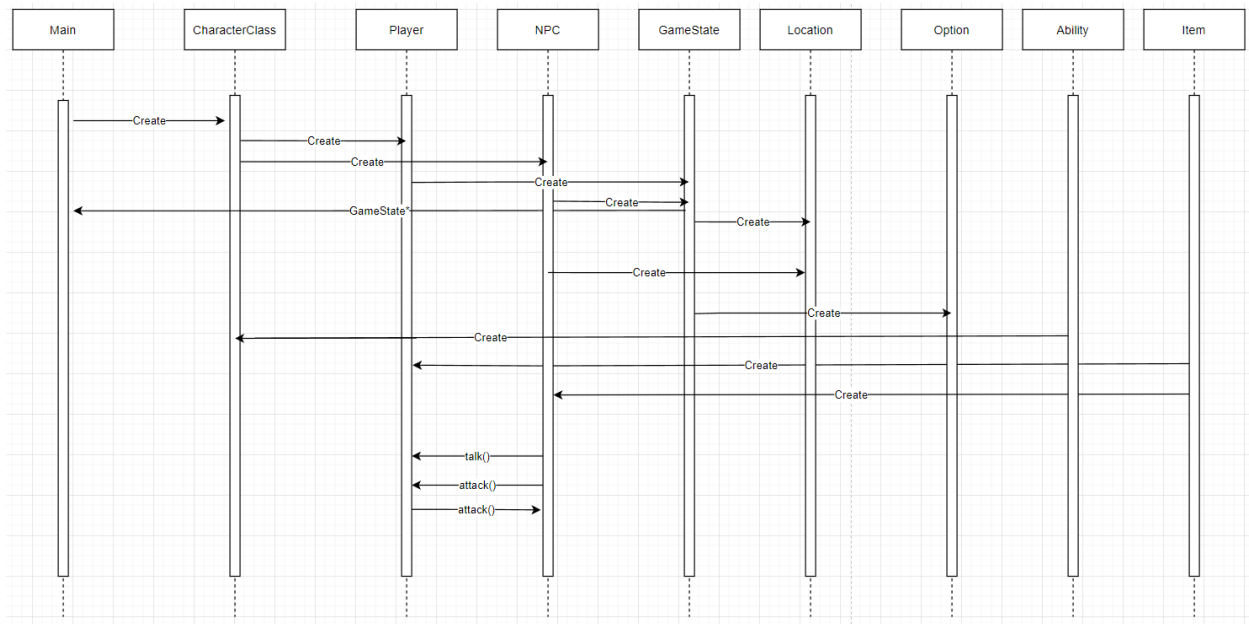 Main
CharacterClass
Player
NPC
GameState
Location
Option
Ability
Item
Create
Create
Create
Create
Create
GameState*
Create
Create
Create
Create
Create
Create
talk()
attack()
attack()